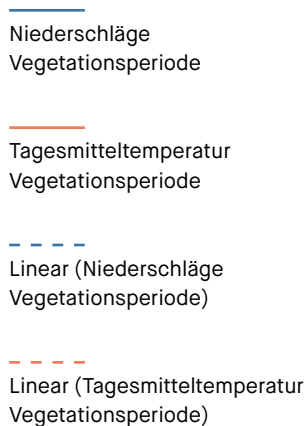 Niederschläge
Vegetationsperiode
Tagesmitteltemperatur
Vegetationsperiode
Linear (Niederschläge
Vegetationsperiode)
Linear (Tagesmitteltemperatur
Vegetationsperiode)